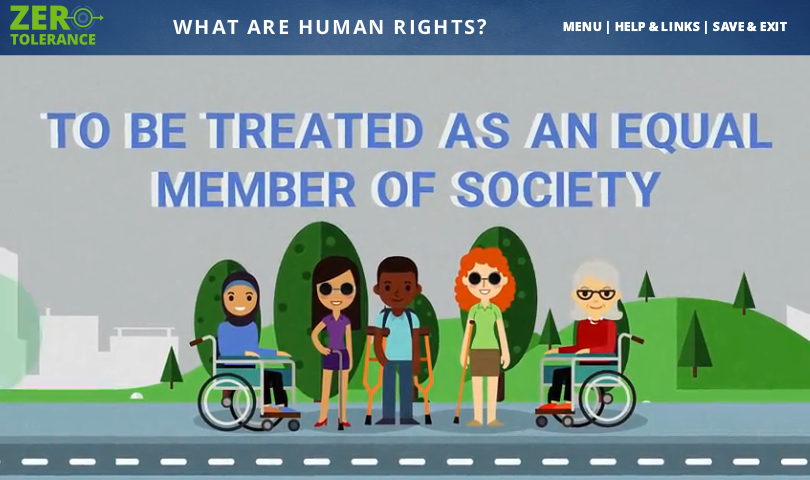 ZERO
TOLERANCE
WHAT ARE HUMAN RIGHTS?
MENU | HELP & LINKS | SAVE & EXIT
TO BE TREATED AS AN EQUAL
MEMBER OF SOCIETY